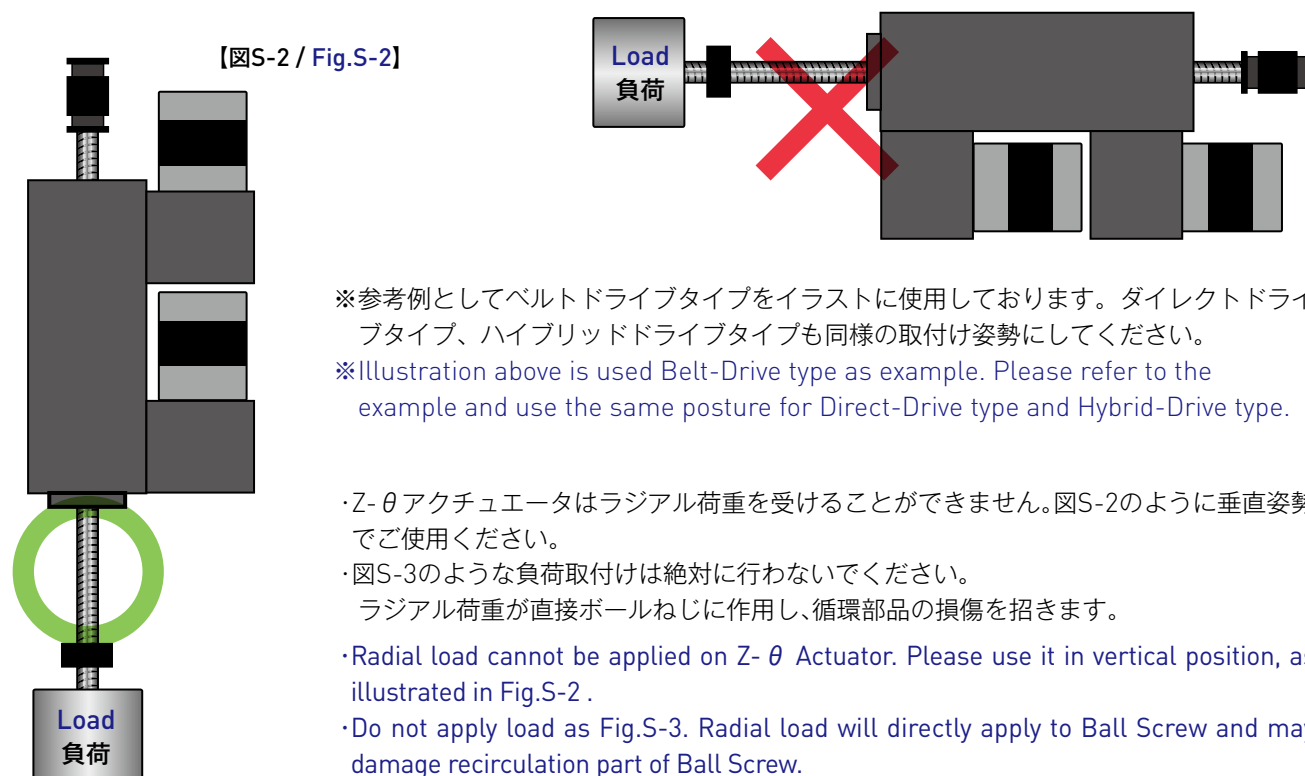 【図S-2 / Fig.S-2】
Load
負荷
※参考例としてベルトドライブタイプをイラストに使用しております。ダイレクトドライ
ブタイプ、ハイブリッドドライブタイプも同様の取付け姿勢にしてください。
※Illustration above is used Belt-Drive type as example. Please refer to the
example and use the same posture for Direct-Drive type and Hybrid-Drive type.
・Z-θアクチュエータはラジアル荷重を受けることができません。図S-2のように垂直姿勢
でご使用ください。
・図S-3のような負荷取付けは絶対に行わないでください。
ラジアル荷重が直接ボールねじに作用し、循環部品の損傷を招きます。
・Radial load cannot be applied on Z-θ Actuator. Please use it in vertical position, as
illustrated in Fig.S-2 .
・Do not apply load as Fig.S-3. Radial load will directly apply to Ball Screw and may
damage recirculation part of Ball Screw.
Load
負荷